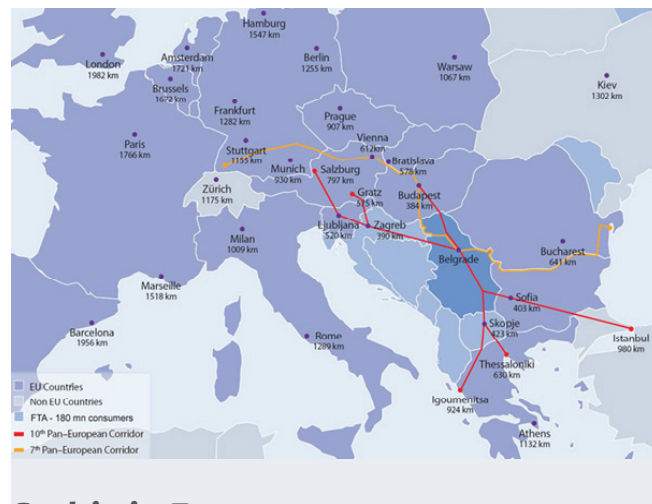 Hamburg
1547 km
London
1982 km
Amsterdam
1721 km
Berlin
1255 km
Warsaw
1067 km
Kiev
1302 km
Brussels
1672 km
Frankfurt
1282 km
Prague
907 km
Paris
1766 km
Stuttgart
1155 km
Vienna
612km
Bratislava
578 km
Munich
930 km
Salzburg
797 km
Zürich
1175 km
Gratz
515 km
Budapest
384 km
Milan
1009 km
Ljubljana
520 km
Zagreb
390 km
Belgrade
Bucharest
641 km
Marseille
1518 km
Sofia
403 km
Barcelona
1956 km
Rome
1289 km
Skopje
423 km
Istanbul
980 km
Thessaloniki
630 km
Igoumenitsa
924 km
Athens
1132 km
EU Countries
Non EU Countries
FTA - 180 mn consumers
10th Pan-European Corridor
7th Pan-European Corridor